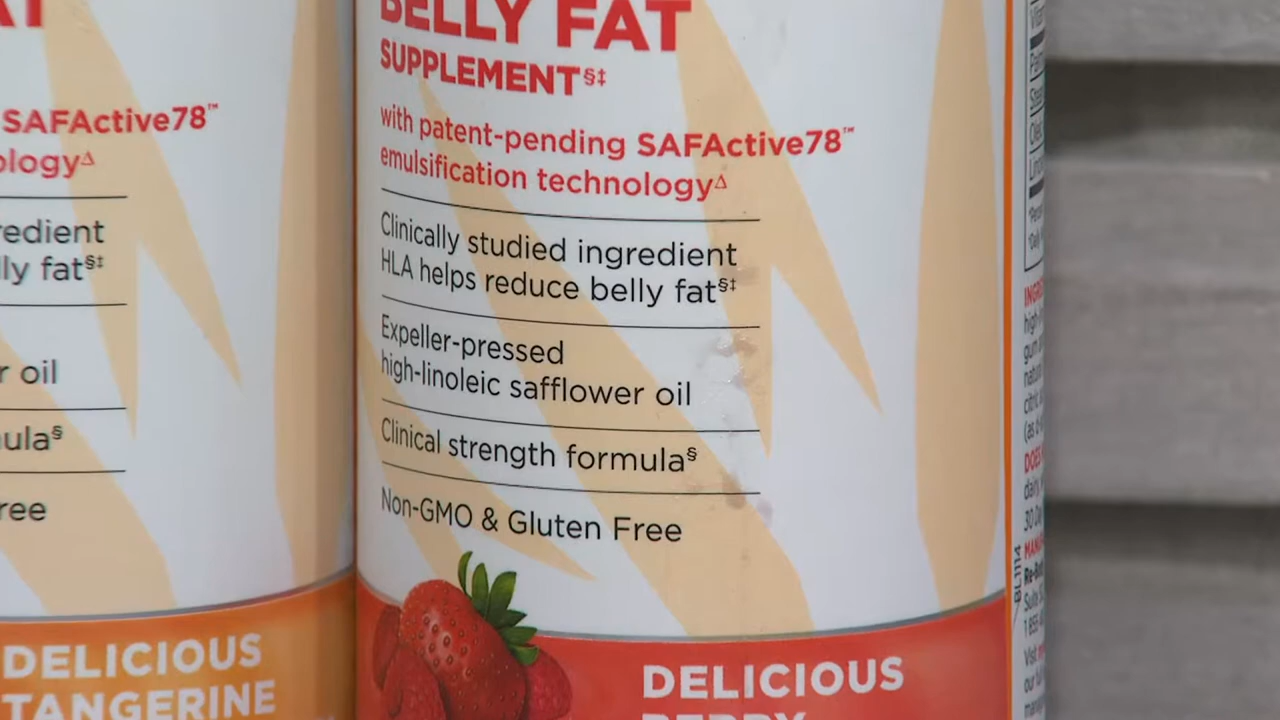 SAFActive78™
ology∆
redient
lly fat§‡
r oil
ula§
ree
DELICIOUS
TANGERINE
BELLY FAT
SUPPLEMENT§‡
with patent-pending SAFActive78™
emulsification technology∆
Clinically studied ingredient
HLA helps reduce belly fat§‡
Expeller-pressed
high-linoleic safflower oil
Clinical strength formula§
Non-GMO & Gluten Free
DELICIOUS
BERRY
BL1114